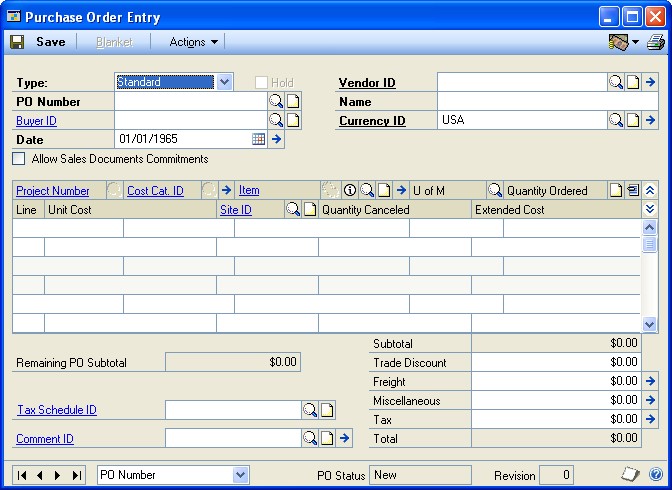 Purchase Order Entry
Save Blanket Actions
Type: Standard Hold Vendor ID
PO Number Name
Buyer ID Currency ID USA
Date 01/01/1965
Allow Sales Documents Commitments
Project Number Cost Cat. ID Item U of M Quantity Ordered
Line Unit Cost Site ID Quantity Canceled Extended Cost
Subtotal $0.00
Remaining PO Subtotal $0.00 Trade Discount $0.00
Freight $0.00
Miscellaneous $0.00
Tax Schedule ID Tax $0.00
Comment ID Total $0.00
PO Number PO Status New Revision 0